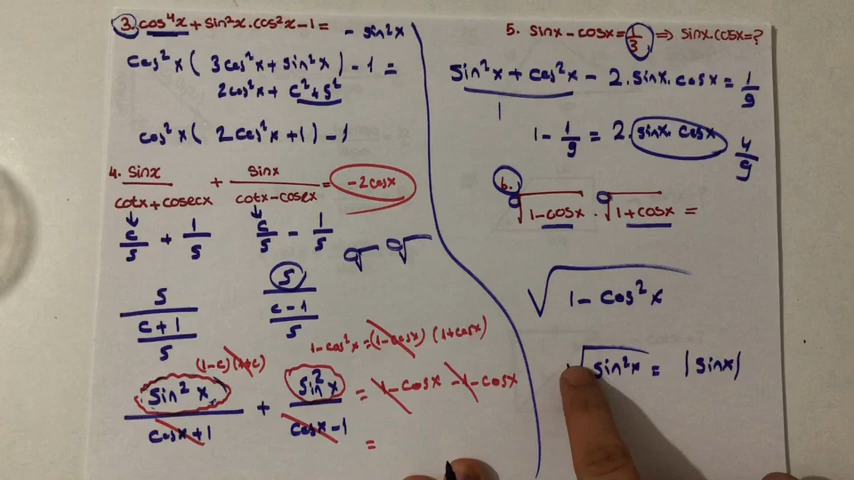 3. cos⁴x + sin²x.cos²x - 1 = - sin²x
cos²x ( 3cos²x + sin²x ) - 1 =
2cos²x + c² + s²
cos²x ( 2cos²x + 1 ) - 1
4. sinx / cotx + cosecx + sinx / cotx - cosecx = -2cosx
c/s + 1/s c/s - 1/s
s / (c+1 / s) s / (c-1 / s)
1 - cos²x = (1-cosx) (1+cosx)
(1-c) (1+c)
sin²x / cosx+1 + sin²x / cosx-1 = 1 - cosx - 1 - cosx
=
5. sinx - cosx = 1/3 ⇒ sinx.cosx = ?
sin²x + cos²x - 2.sinx.cosx = 1/9
1
1 - 1/9 = 2.sinx cosx 4/9
6. √1-cosx . √1+cosx =
√1 - cos²x
√sin²x = |sinx|